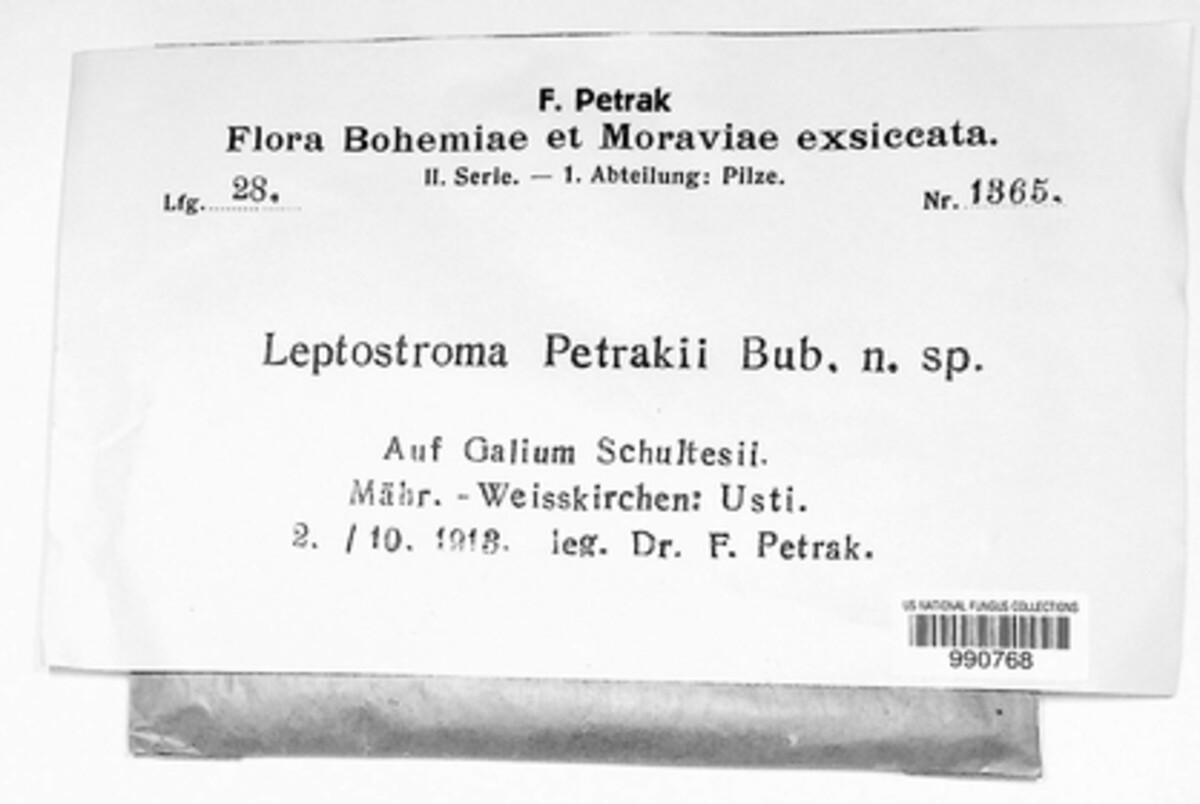 F. Petrak
Flora Bohemiae et Moraviae exsiccata.
II. Serie. — 1. Abteilung: Pilze.
Lfg. 28.
Nr. 1365.
Leptostroma Petrakii Bub. n. sp.
Auf Galium Schultesii.
Mähr. - Weisskirchen: Usti.
2. / 10. 1913. leg. Dr. F. Petrak.
US NATIONAL FUNGUS COLLECTIONS
990768